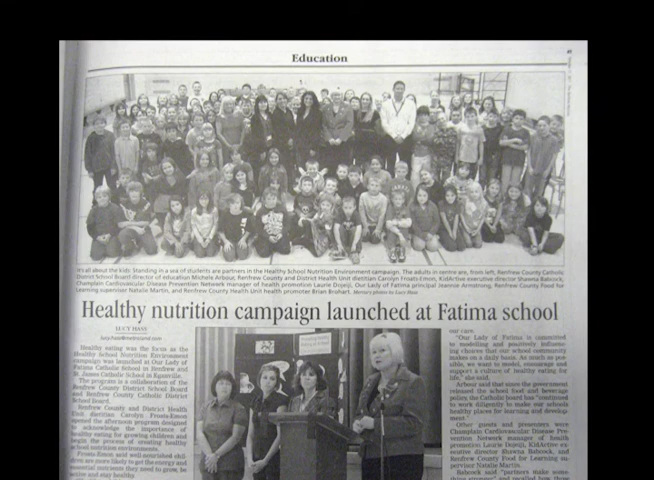 Education
It's all about the kids: Standing in a sea of students are partners in the Healthy School Nutrition Environment campaign. The adults in centre are, from left, Renfrew County Catholic
District School Board director of education Michele Arbour, Renfrew County and District Health Unit dietitian Carolyn Froats-Emon, KidActive executive director Shawna Babcock,
Champlain Cardiovascular Disease Prevention Network manager of health promotion Laurie Dojeiji, Our Lady of Fatima principal Jeannie Armstrong, Renfrew County Food for
Learning supervisor Natalie Martin, and Renfrew County Health Unit health promoter Brian Brohart. Mercury photos by Lucy Hass
Healthy nutrition campaign launched at Fatima school
LUCY HASS
lucy.hass@metroland.com
Healthy eating was the focus as the
Healthy School Nutrition Environment
campaign was launched at Our Lady of
Fatima Catholic School in Renfrew and
St. James Catholic School in Eganville.
The program is a collaboration of the
Renfrew County District School Board
and Renfrew County Catholic District
School Board.
Renfrew County and District Health
Unit dietitian Carolyn Froats-Emon
opened the afternoon program designed
to acknowledge the importance of
healthy eating for growing children and
begin the process of creating healthy
school nutrition environments.
Froats-Emon said well nourished chil-
dren are more likely to get the energy and
essential nutrients they need to grow, be
active and stay healthy.
our care.
"Our Lady of Fatima is committed
to modelling and positively influenc-
ing choices that our school community
makes on a daily basis. As much as pos-
sible, we want to model, encourage and
support a culture of healthy eating for
life," she said.
Arbour said that since the government
released the school food and beverage
policy, the Catholic board has "continued
to work diligently to make our schools
healthy places for learning and develop-
ment."
Other guests and presenters were
Champlain Cardiovascular Disease Pre-
vention Network manager of health
promotion Laurie Dojeiji, KidActive ex-
ecutive director Shawna Babcock, and
Renfrew County Food for Learning su-
pervisor Natalie Martin.
Babcock said "partners make some-